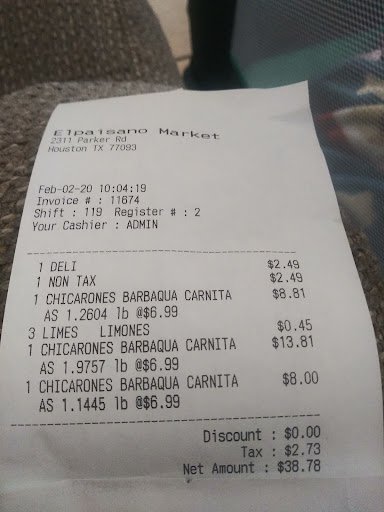 Elpaisano Market
2311 Parker Rd
Houston TX 77093
Feb-02-20 10:04:19
Invoice # : 11674
Shift : 119 Register # : 2
Your Cashier : ADMIN
1 DELI $2.49
1 NON TAX $2.49
1 CHICARONES BARBAQUA CARNITA $8.81
AS 1.2604 lb @$6.99
3 LIMES LIMONES $0.45
1 CHICARONES BARBAQUA CARNITA $13.81
AS 1.9757 lb @$6.99
1 CHICARONES BARBAQUA CARNITA $8.00
AS 1.1445 lb @$6.99
Discount : $0.00
Tax : $2.73
Net Amount : $38.78